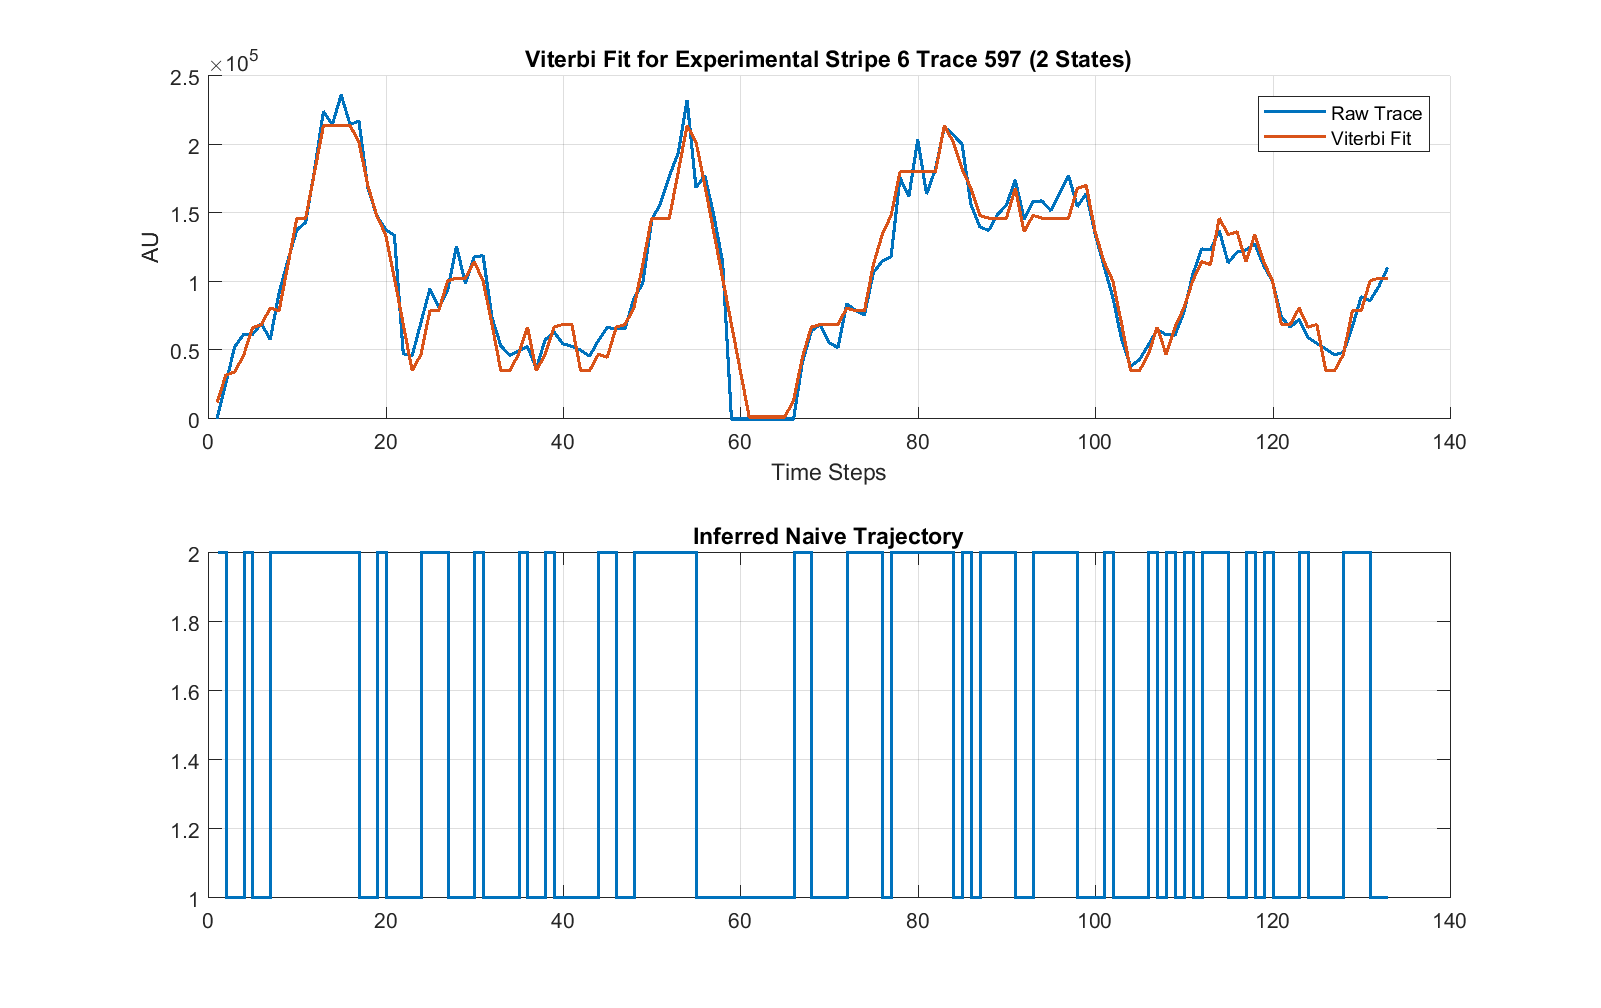 Viterbi Fit for Experimental Stripe 6 Trace 597 (2 States)
×10^5
2.5
2
1.5
1
0.5
0
AU
Raw Trace
Viterbi Fit
0 20 40 60 80 100 120 140
Time Steps
Inferred Naive Trajectory
2
1.8
1.6
1.4
1.2
1
0 20 40 60 80 100 120 140